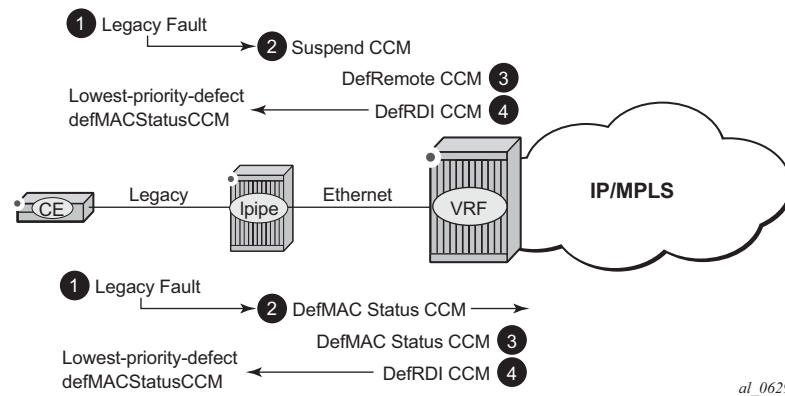 1 Legacy Fault
2 Suspend CCM
DefRemote CCM 3
Lowest-priority-defect
defMACStatusCCM
DefRDI CCM 4
CE
Legacy
Ipipe
Ethernet
VRF
IP/MPLS
1 Legacy Fault
2 DefMAC Status CCM
DefMAC Status CCM 3
Lowest-priority-defect
defMACStatusCCM
DefRDI CCM 4
al_0629